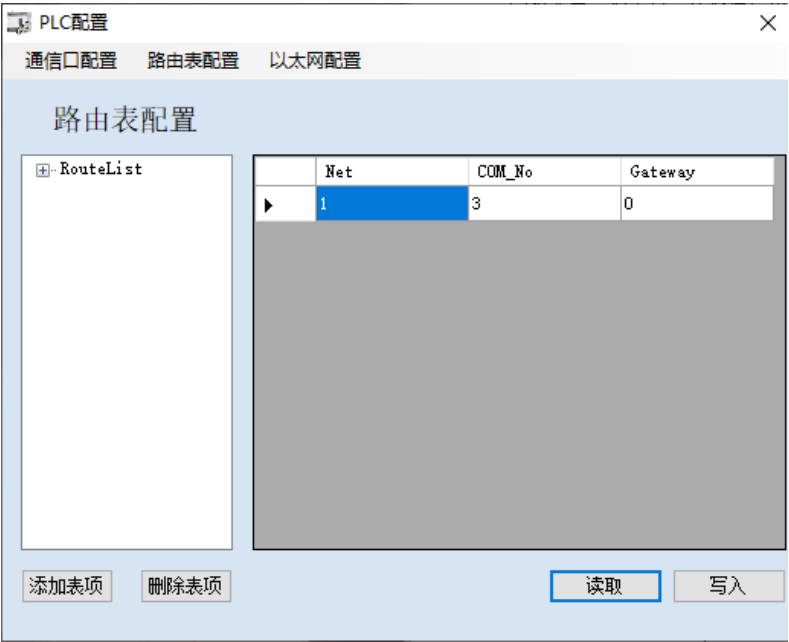 PLC配置
通信口配置 路由表配置 以太网配置
路由表配置
RouteList
Net COM_No Gateway
1 3 0
添加表项 删除表项 读取 写入